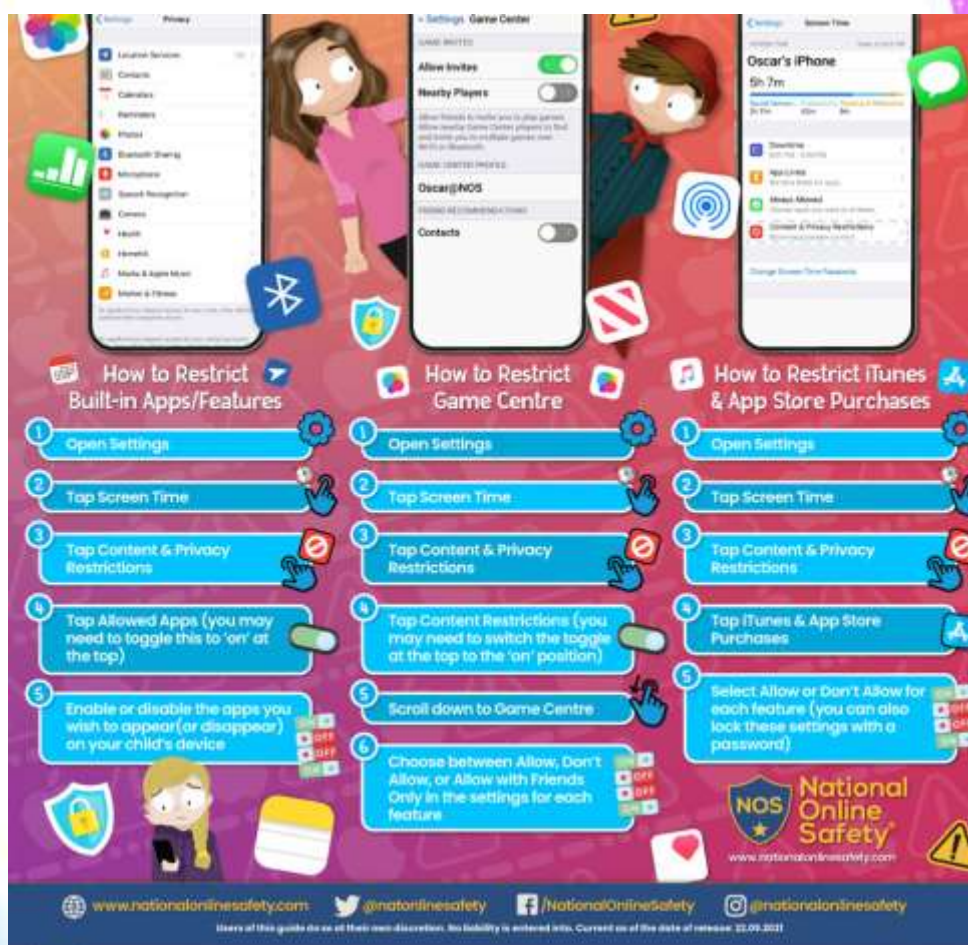 Settings Privacy
Location Services
Contacts
Calendars
Reminders
Photos
Bluetooth Sharing
Microphone
Speech Recognition
Camera
Health
HomeKit
Media & Apple Music
Motion & Fitness
Settings Game Center
GAME INVITES
Allow Invites
Nearby Players
GAME CENTER PROFILE
Oscar@NOS
FRIEND RECOMMENDATIONS
Contacts
Settings Screen Time
Oscar's iPhone
5h 7m
Downtime
App Limits
Always Allowed
Content & Privacy Restrictions
Change Screen Time Passcode
How to Restrict
Built-in Apps/Features
1 Open Settings
2 Tap Screen Time
3 Tap Content & Privacy
Restrictions
4 Tap Allowed Apps (you may
need to toggle this to 'on' at
the top)
5 Enable or disable the apps you
wish to appear(or disappear)
on your child's device
How to Restrict
Game Centre
1 Open Settings
2 Tap Screen Time
3 Tap Content & Privacy
Restrictions
4 Tap Content Restrictions (you
may need to switch the toggle
at the top to the 'on' position)
5 Scroll down to Game Centre
6 Choose between Allow, Don't
Allow, or Allow with Friends
Only in the settings for each
feature
How to Restrict iTunes
& App Store Purchases
1 Open Settings
2 Tap Screen Time
3 Tap Content & Privacy
Restrictions
4 Tap iTunes & App Store
Purchases
5 Select Allow or Don't Allow for
each feature (you can also
lock these settings with a
password)
NOS
National
Online
Safety
www.nationalonlinesafety.com
www.nationalonlinesafety.com @natonlinesafety /NationalOnlineSafety @nationalonlinesafety
Users of this guide do so at their own discretion. No liability is entered into. Current as of the date of release: 22.09.2021